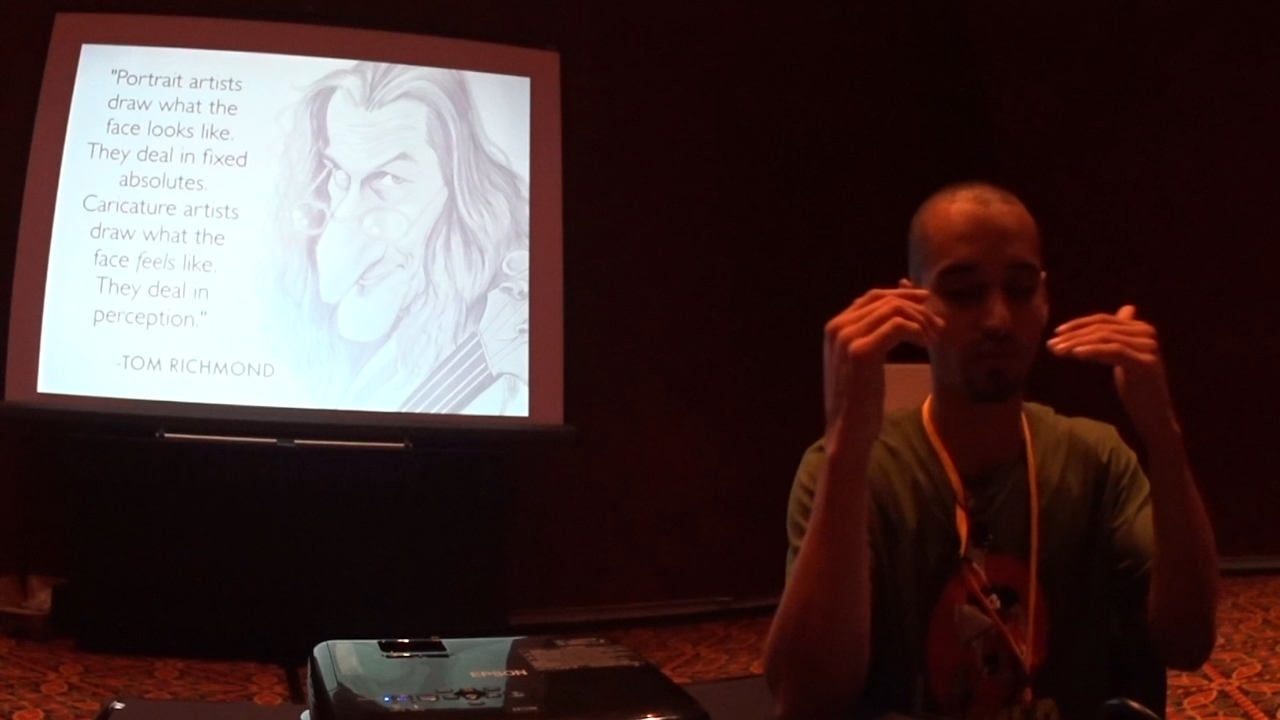 "Portrait artists
draw what the
face looks like.
They deal in fixed
absolutes.
Caricature artists
draw what the
face feels like.
They deal in
perception."
-TOM RICHMOND
EPSON